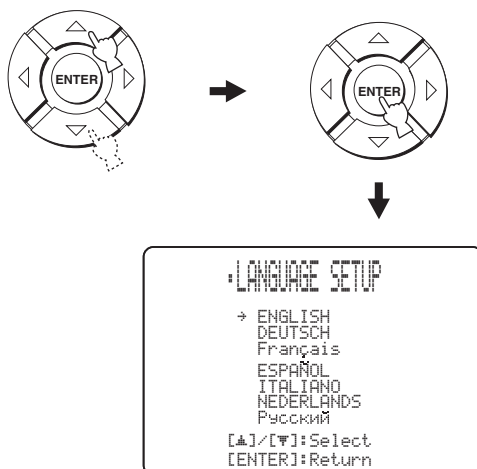 ENTER
ENTER
:LANGUAGE SETUP
→ ENGLISH
DEUTSCH
Français
ESPAÑOL
ITALIANO
NEDERLANDS
Русский
[▲]/[▼]:Select
[ENTER]:Return